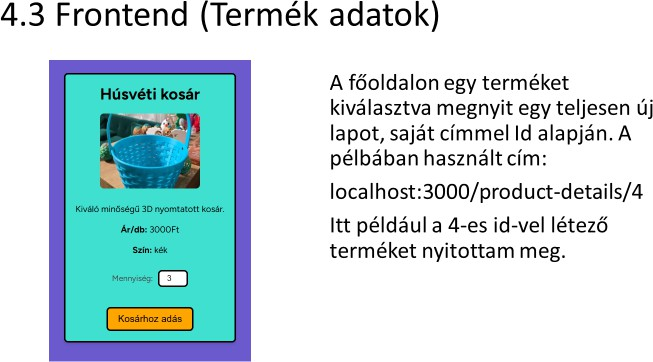 4.3 Frontend (Termék adatok)
Húsvéti kosár
Kiváló minőségű 3D nyomtatott kosár.
Ár/db: 3000Ft
Szín: kék
Mennyiség: 3
Kosárhoz adás
A főoldalon egy terméket
kiválasztva megnyit egy teljesen új
lapot, saját címmel Id alapján. A
pélbában használt cím:
localhost:3000/product-details/4
Itt például a 4-es id-vel létező
terméket nyitottam meg.